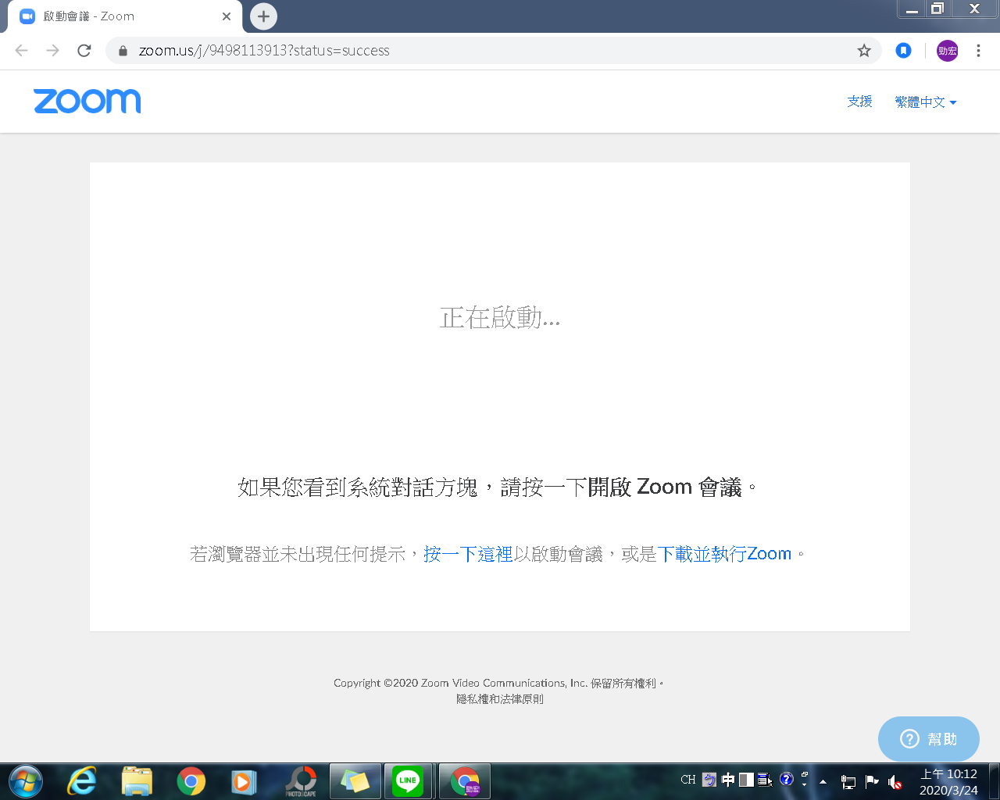 啟動會議 - Zoom
zoom.us/j/9498113913?status=success
勁宏
zoom
支援
繁體中文
正在啟動...
如果您看到系統對話方塊，請按一下開啟 Zoom 會議。
若瀏覽器並未出現任何提示，按一下這裡以啟動會議，或是下載並執行Zoom。
Copyright ©2020 Zoom Video Communications, Inc. 保留所有權利。
隱私權和法律原則
幫助
PHOTOSCAPE
LINE
CH ㄅ 中
上午 10:12
2020/3/24